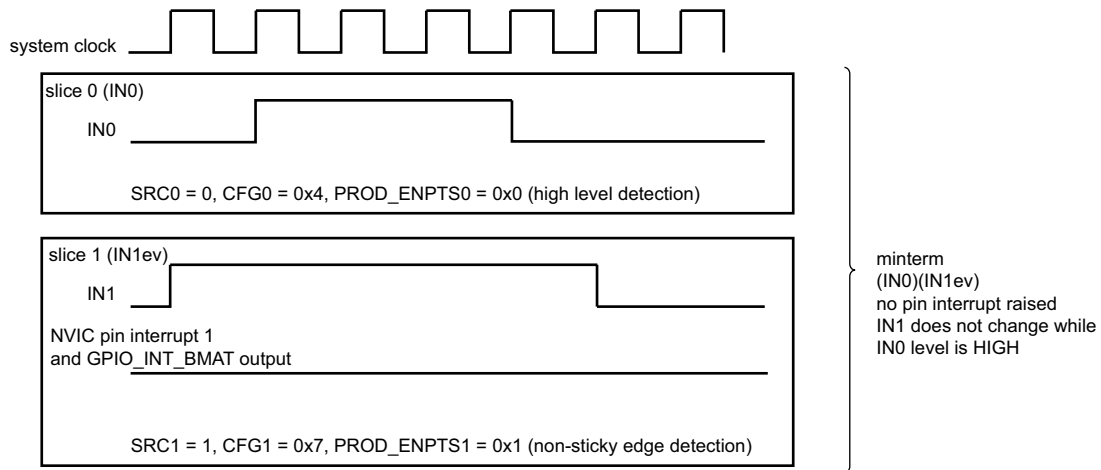 system clock
slice 0 (IN0)
IN0
SRC0 = 0, CFG0 = 0x4, PROD_ENPTS0 = 0x0 (high level detection)
slice 1 (IN1ev)
IN1
NVIC pin interrupt 1
and GPIO_INT_BMAT output
SRC1 = 1, CFG1 = 0x7, PROD_ENPTS1 = 0x1 (non-sticky edge detection)
minterm
(IN0)(IN1ev)
no pin interrupt raised
IN1 does not change while
IN0 level is HIGH